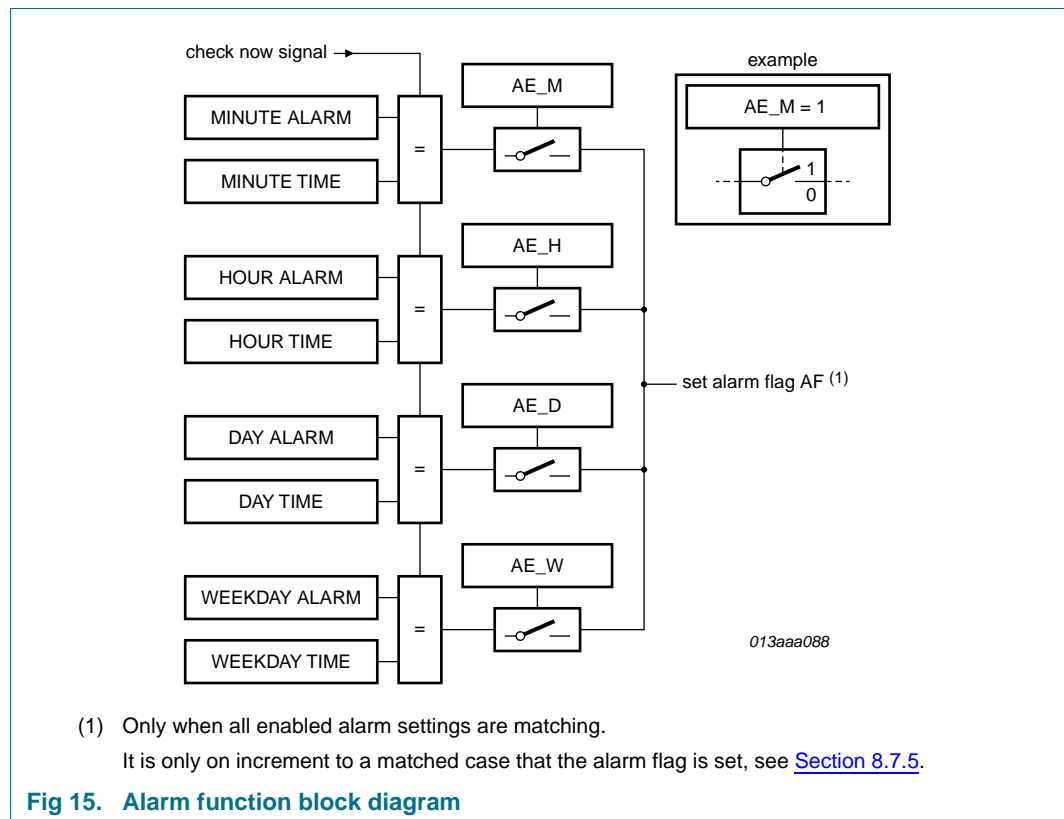 check now signal
example
AE_M
AE_M = 1
MINUTE ALARM
=
1
MINUTE TIME
0
AE_H
HOUR ALARM
=
HOUR TIME
set alarm flag AF (1)
AE_D
DAY ALARM
=
DAY TIME
AE_W
WEEKDAY ALARM
=
WEEKDAY TIME
013aaa088
(1) Only when all enabled alarm settings are matching.
It is only on increment to a matched case that the alarm flag is set, see Section 8.7.5.
Fig 15. Alarm function block diagram